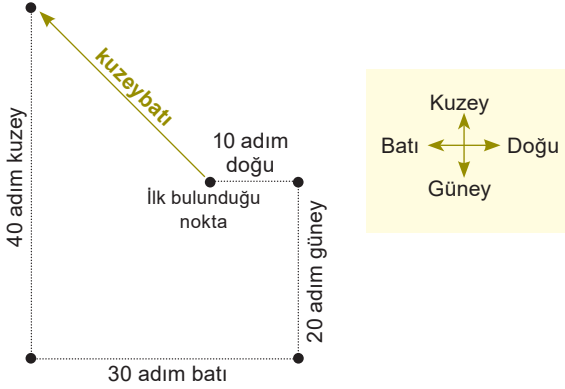 kuzeybatı
40 adım kuzey
10 adım
doğu
İlk bulunduğu
nokta
20 adım güney
30 adım batı
Kuzey
Batı
Doğu
Güney